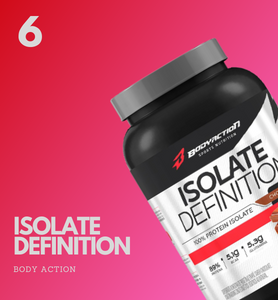 6
BODYACTION
SPORTS NUTRITION
ISOLATE
DEFINITION
100% PROTEIN ISOLATE
89%
5.1g
5.3g
ISOLATE
DEFINITION
BODY ACTION